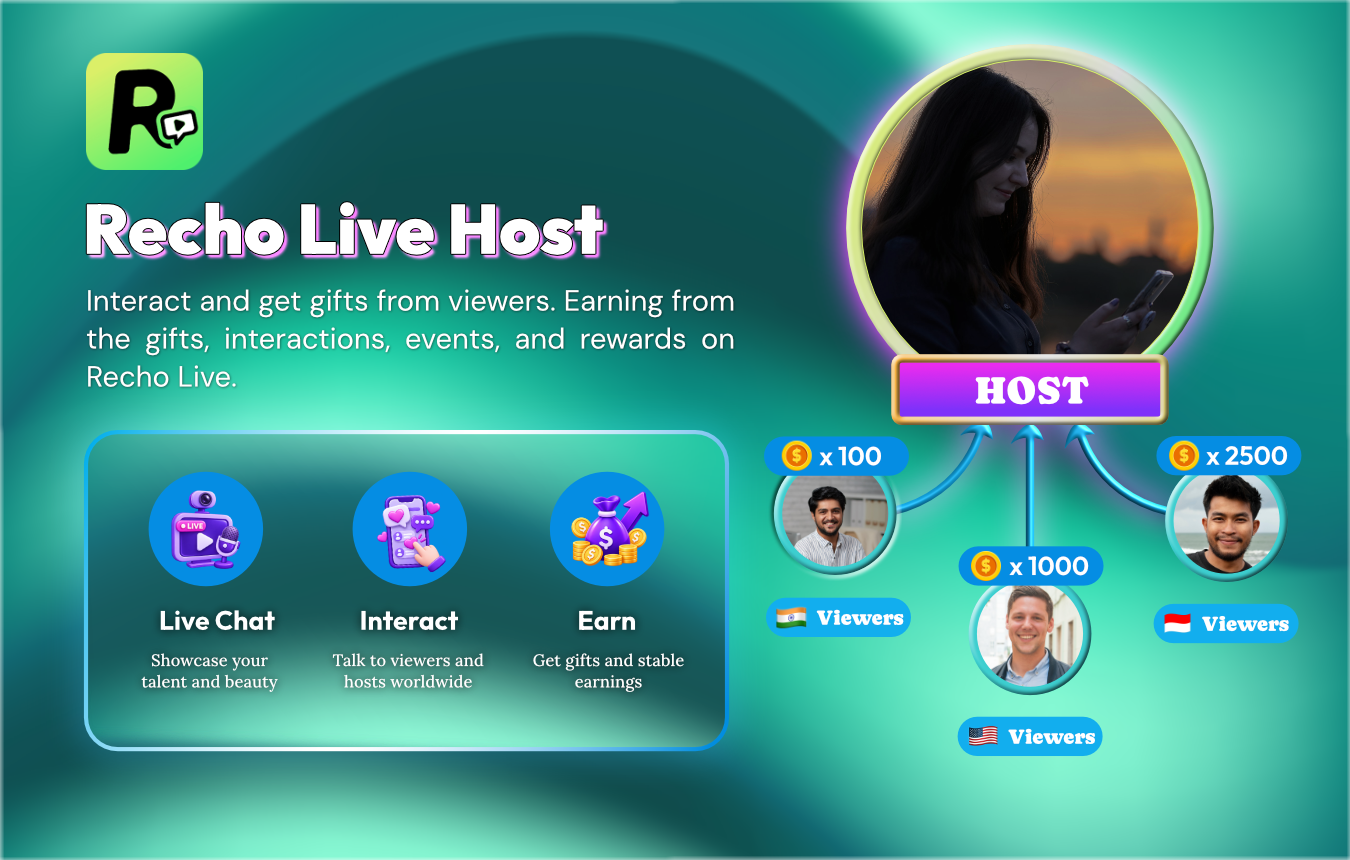 R
Recho Live Host
Interact and get gifts from viewers. Earning from
the gifts, interactions, events, and rewards on
Recho Live.
LIVE
$
Live Chat
Interact
Earn
Showcase your
talent and beauty
Talk to viewers and
hosts worldwide
Get gifts and stable
earnings
HOST
$ x 100
$ x 2500
$ x 1000
Viewers
Viewers
Viewers